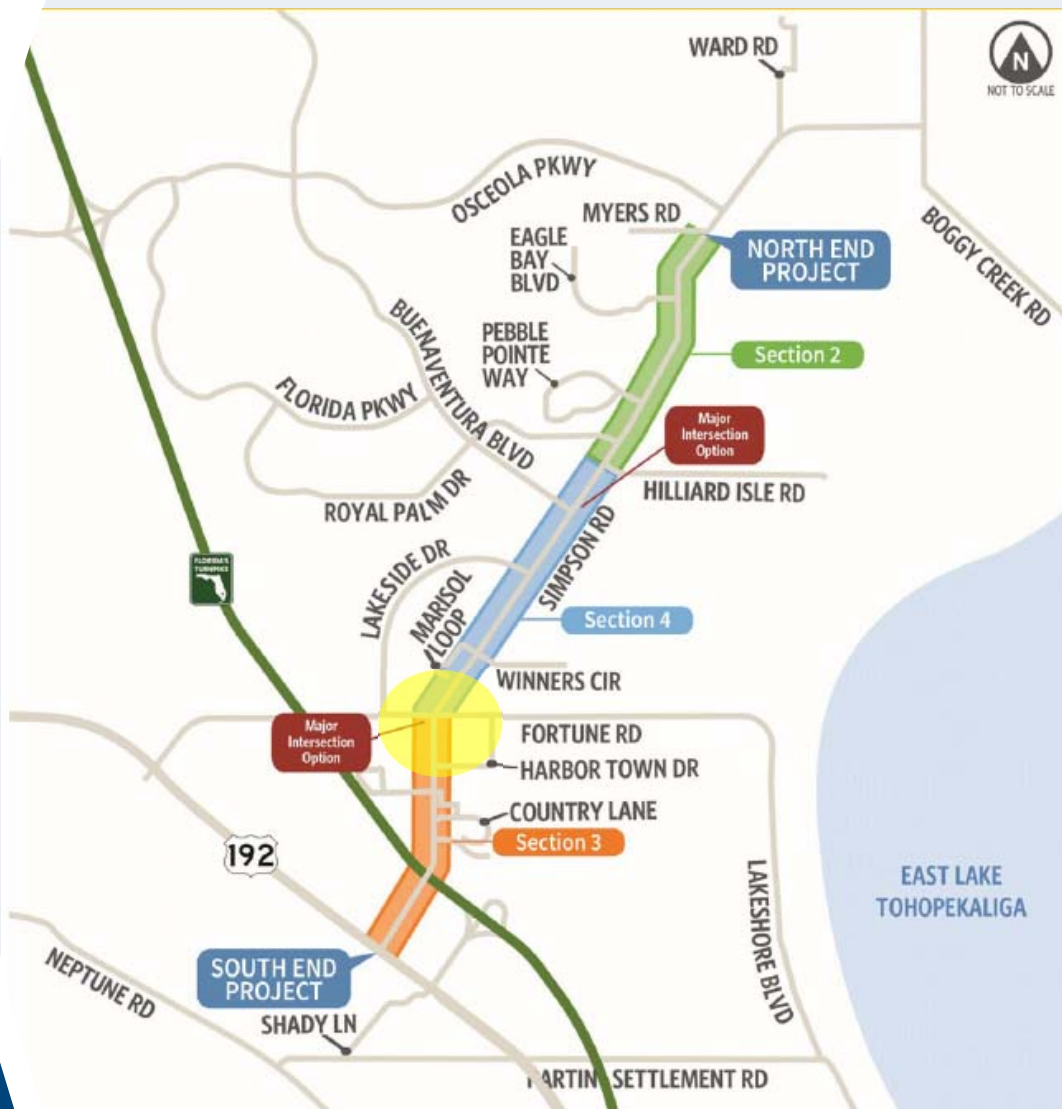 WARD RD
N
NOT TO SCALE
OSCEOLA PKWY
MYERS RD
BOGGY CREEK RD
EAGLE
BAY
BLVD
NORTH END
PROJECT
BUENAVENTURA BLVD
PEBBLE
POINTE
WAY
Section 2
FLORIDA PKWY
Major
Intersection
Option
HILLIARD ISLE RD
ROYAL PALM DR
SIMPSON RD
LAKESIDE DR
FLORIDA'S
TURNPIKE
MARISOL
LOOP
Section 4
WINNERS CIR
Major
Intersection
Option
FORTUNE RD
HARBOR TOWN DR
COUNTRY LANE
Section 3
192
LAKESHORE BLVD
EAST LAKE
TOHOPEKALIGA
NEPTUNE RD
SOUTH END
PROJECT
SHADY LN
PARTIN SETTLEMENT RD